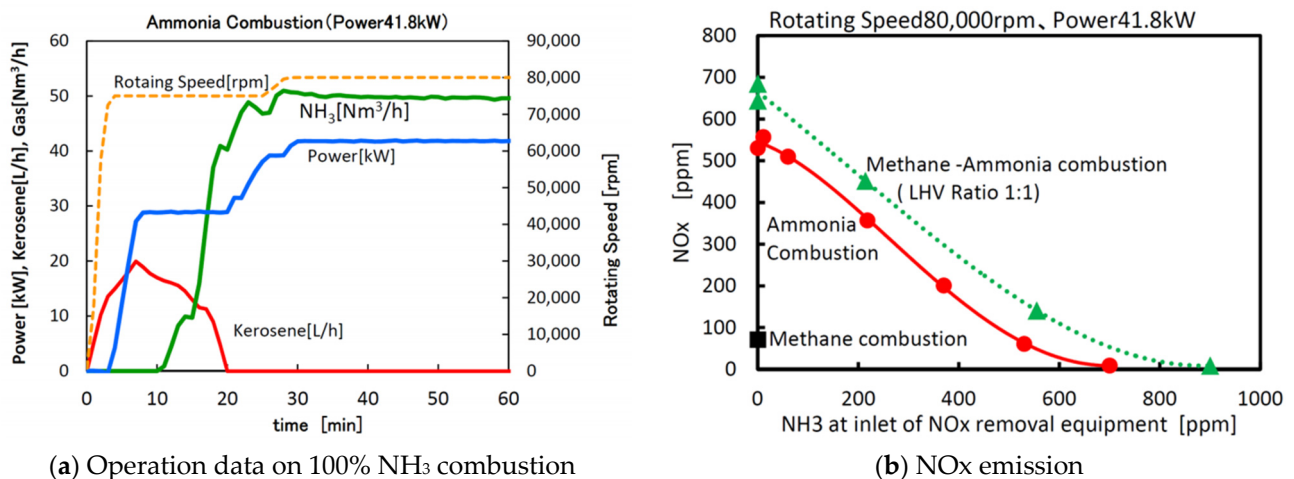 Ammonia Combustion(Power41.8kW)
Power [kW], Kerosene[L/h], Gas[Nm³/h]
60
50
40
30
20
10
0
Rotaing Speed[rpm]
NH₃[Nm³/h]
Power[kW]
Kerosene[L/h]
90,000
80,000
70,000
60,000
50,000
40,000
30,000
20,000
10,000
0
Rotating Speed [rpm]
0 10 20 30 40 50 60
time [min]
(a) Operation data on 100% NH₃ combustion
Rotating Speed80,000rpm、Power41.8kW
NOx [ppm]
800
700
600
500
400
300
200
100
0
Methane -Ammonia combustion
( LHV Ratio 1:1)
Ammonia
Combustion
Methane combustion
0 200 400 600 800 1000
NH3 at inlet of NOx removal equipment [ppm]
(b) NOx emission